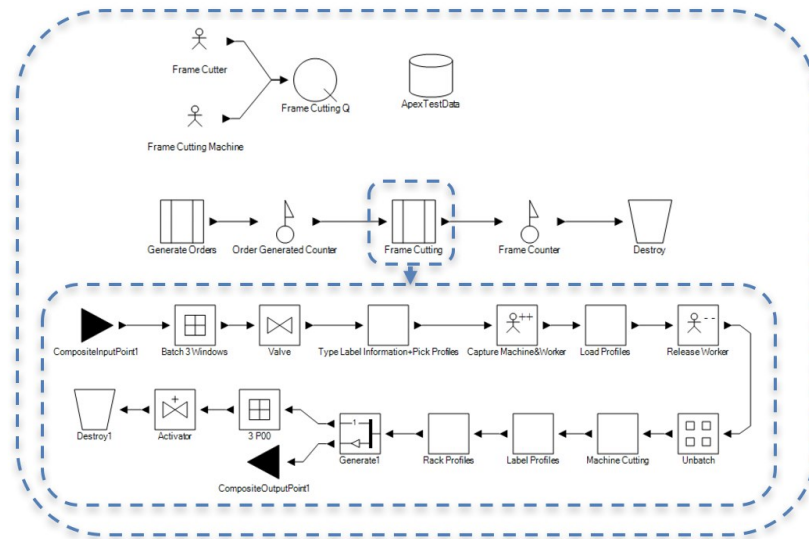 Frame Cutter
Frame Cutting Q
ApexTestData
Frame Cutting Machine
Generate Orders
Order Generated Counter
Frame Cutting
Frame Counter
Destroy
CompositeInputPoint1
Batch 3 Windows
Valve
Type Label Information+Pick Profiles
Capture Machine&Worker
Load Profiles
Release Worker
Destroy1
Activator
3 P00
Generate1
Rack Profiles
Label Profiles
Machine Cutting
Unbatch
CompositeOutputPoint1